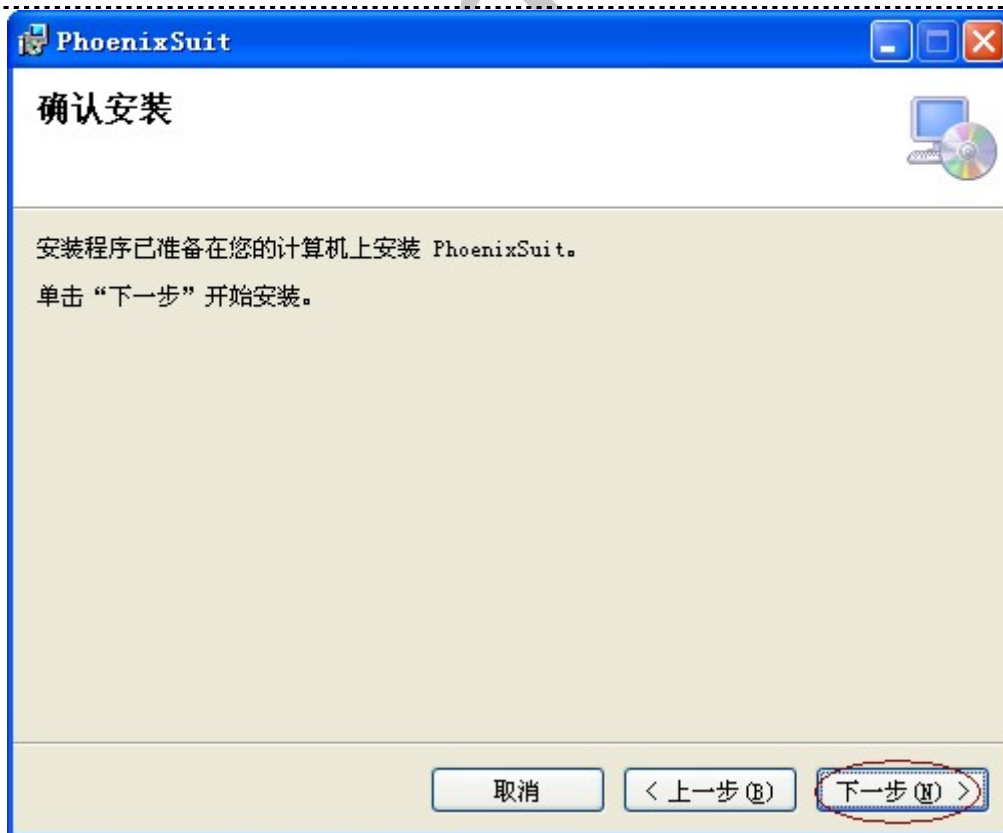 PhoenixSuit
确认安装
安装程序已准备在您的计算机上安装 PhoenixSuit。
单击“下一步”开始安装。
取消
< 上一步(B)
下一步(N) >